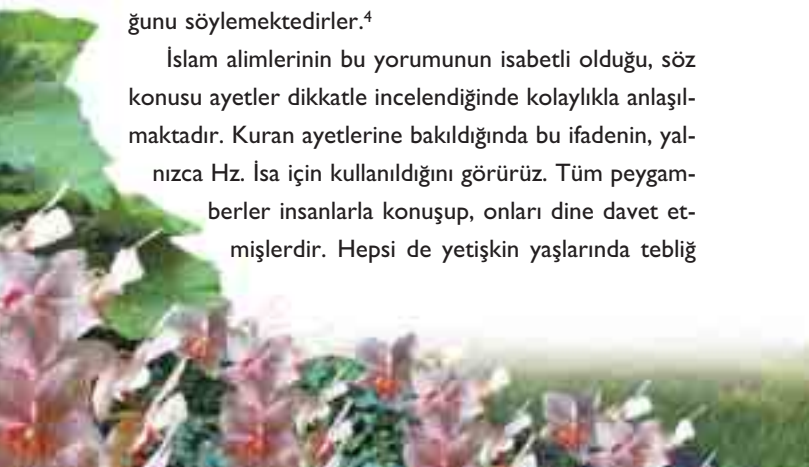 ğunu söylemektedirler.⁴
İslam alimlerinin bu yorumunun isabetli olduğu, söz
konusu ayetler dikkatle incelendiğinde kolaylıkla anlaşıl-
maktadır. Kuran ayetlerine bakıldığında bu ifadenin, yal-
nızca Hz. İsa için kullanıldığını görürüz. Tüm peygam-
berler insanlarla konuşup, onları dine davet et-
mişlerdir. Hepsi de yetişkin yaşlarında tebliğ